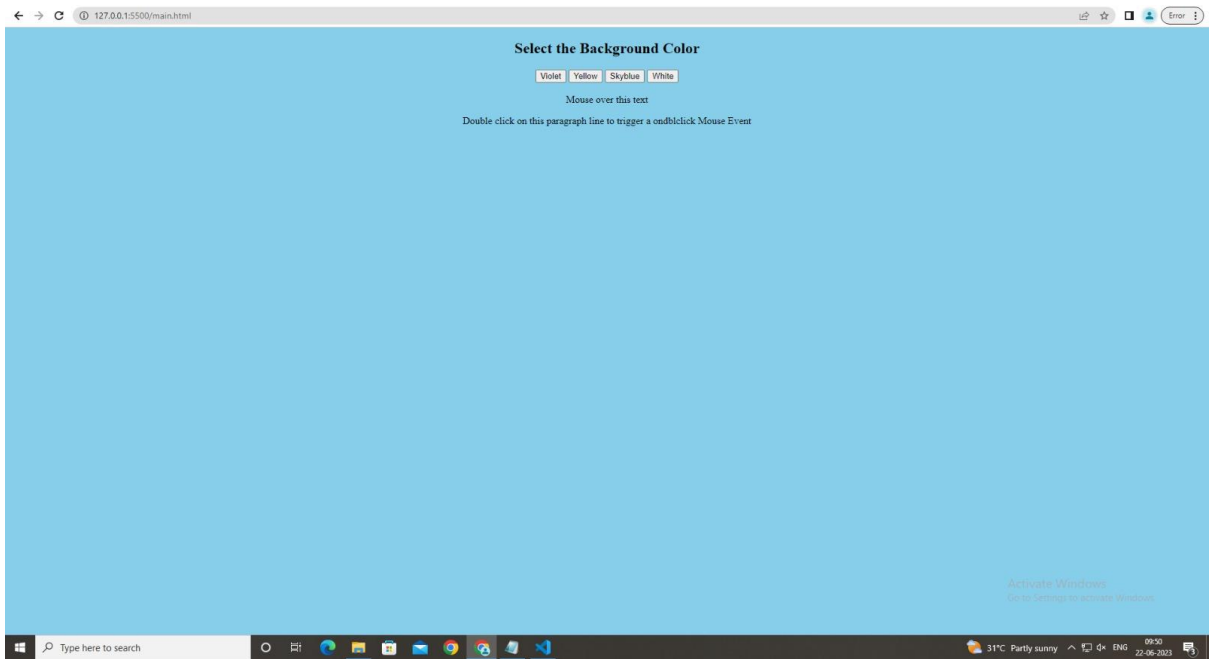 127.0.0.1:5500/main.html
Error
Select the Background Color
Violet Yellow Skyblue White
Mouse over this text
Double click on this paragraph line to trigger a ondblclick Mouse Event
Activate Windows
Go to Settings to activate Windows.
Type here to search
31°C Partly sunny
ENG
09:50
22-06-2023
3